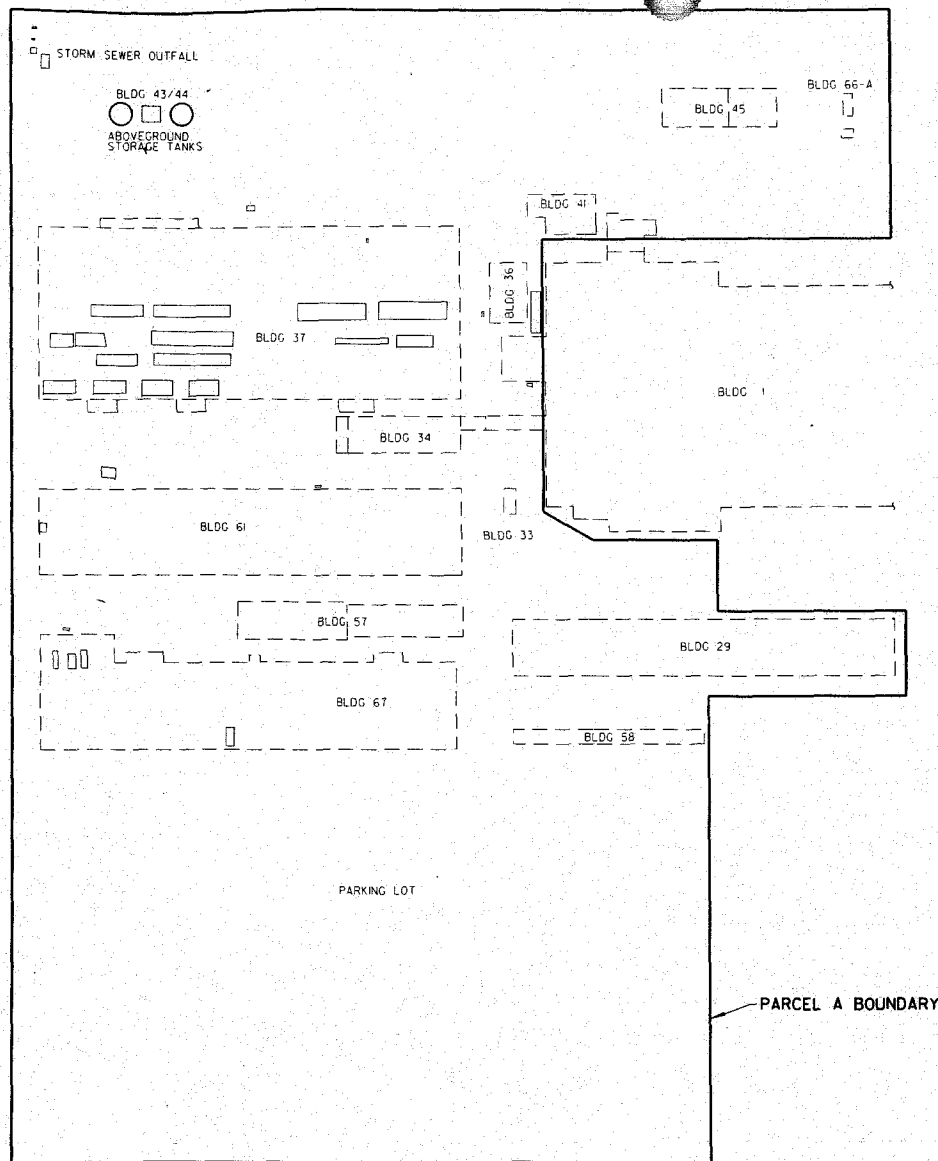 STORM SEWER OUTFALL
BLDG 43/44
ABOVEGROUND
STORAGE TANKS
BLDG 45
BLDG 66-A
BLDG 41
BLDG 36
BLDG 37
BLDG 1
BLDG 34
BLDG 61
BLDG 33
BLDG 57
BLDG 29
BLDG 67
BLDG 58
PARKING LOT
PARCEL A BOUNDARY